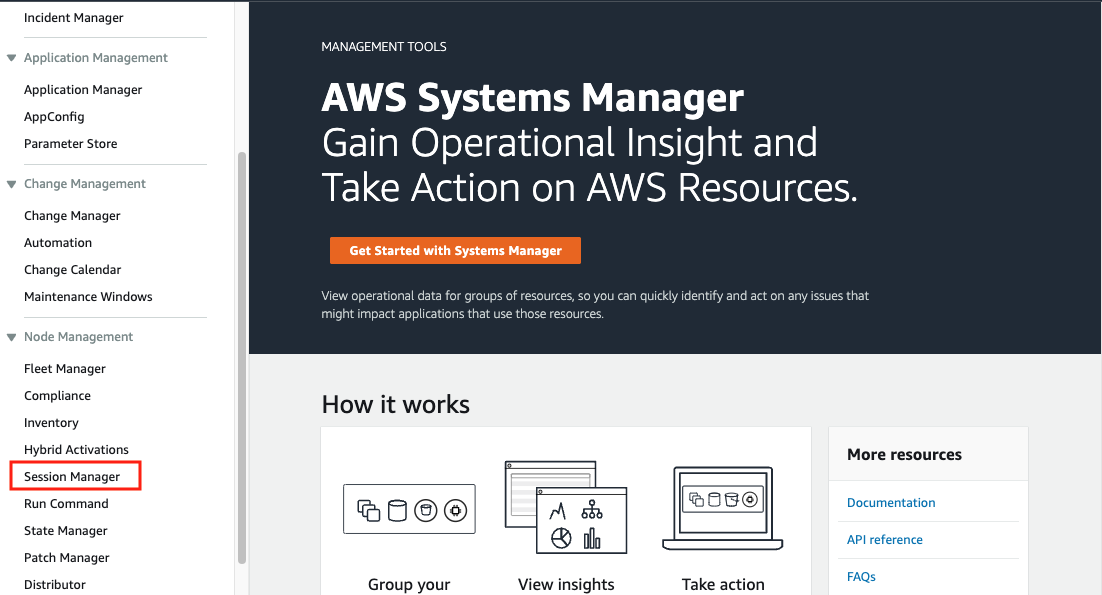 Incident Manager
Application Management
Application Manager
AppConfig
Parameter Store
Change Management
Change Manager
Automation
Change Calendar
Maintenance Windows
Node Management
Fleet Manager
Compliance
Inventory
Hybrid Activations
Session Manager
Run Command
State Manager
Patch Manager
Distributor
MANAGEMENT TOOLS
AWS Systems Manager
Gain Operational Insight and
Take Action on AWS Resources.
Get Started with Systems Manager
View operational data for groups of resources, so you can quickly identify and act on any issues that
might impact applications that use those resources.
How it works
Group your
View insights
Take action
More resources
Documentation
API reference
FAQs